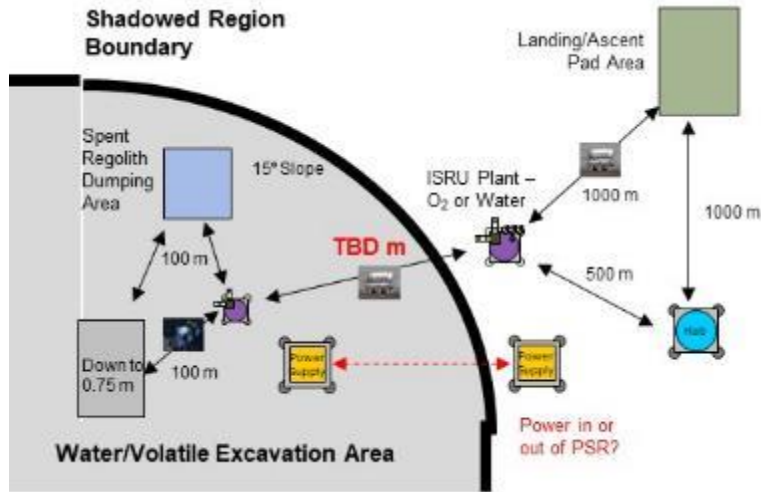 Shadowed Region
Boundary
Landing/Ascent
Pad Area
Spent
Regolith
Dumping
Area
15° Slope
ISRU Plant –
O₂ or Water
1000 m
1000 m
TBD m
100 m
500 m
Hab
Down to
0.75 m
100 m
Power
Supply
Power
Supply
Water/Volatile Excavation Area
Power in or
out of PSR?